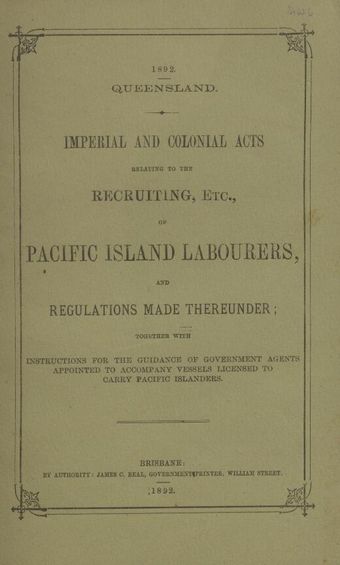 1892.
QUEENSLAND.
IMPERIAL AND COLONIAL ACTS
RELATING TO THE
RECRUITING, ETC.,
OF
PACIFIC ISLAND LABOURERS,
AND
REGULATIONS MADE THEREUNDER;
TOGETHER WITH
INSTRUCTIONS FOR THE GUIDANCE OF GOVERNMENT AGENTS
APPOINTED TO ACCOMPANY VESSELS LICENSED TO
CARRY PACIFIC ISLANDERS.
BRISBANE:
BY AUTHORITY: JAMES C. BEAL, GOVERNMENT PRINTER, WILLIAM STREET.
1892.